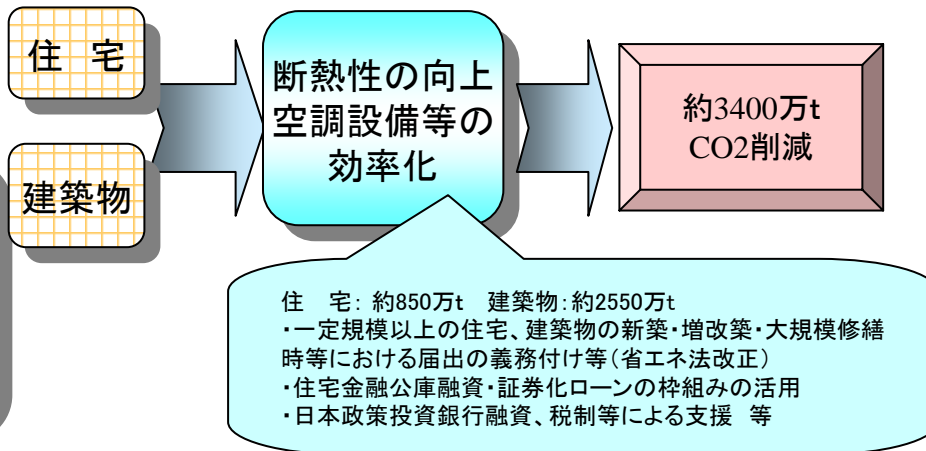 住　宅
建築物
断熱性の向上
空調設備等の
効率化
約3400万t
CO2削減
住　宅： 約850万t　建築物：約2550万t
・一定規模以上の住宅、建築物の新築・増改築・大規模修繕
時等における届出の義務付け等（省エネ法改正）
・住宅金融公庫融資・証券化ローンの枠組みの活用
・日本政策投資銀行融資、税制等による支援　等